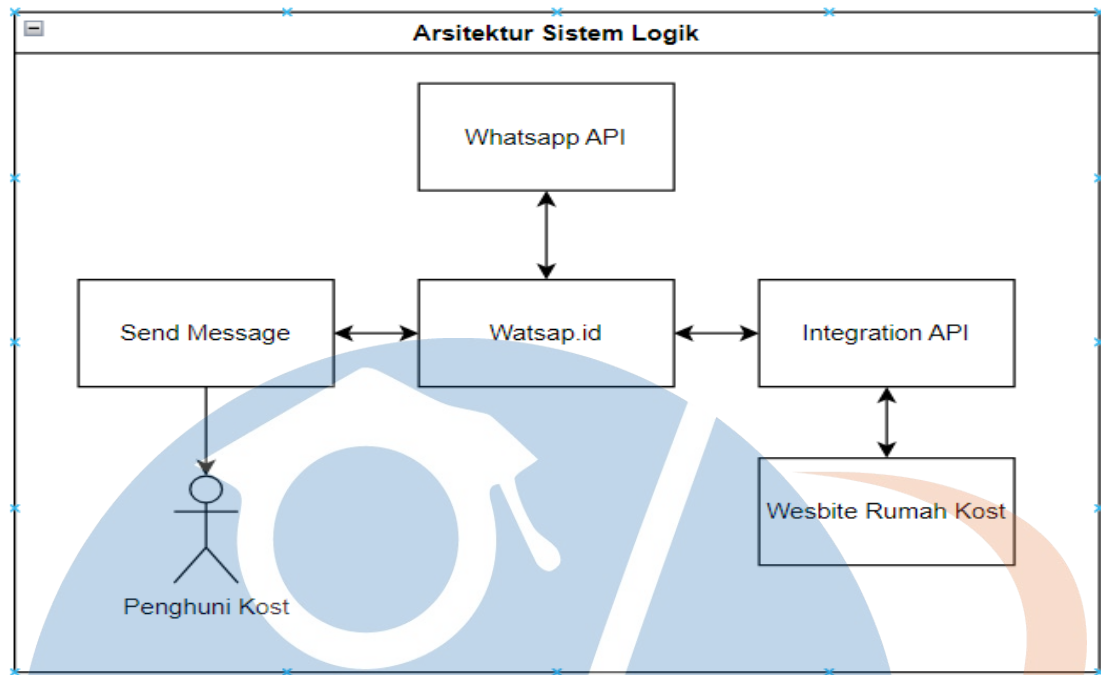 Arsitektur Sistem Logik
Whatsapp API
Send Message
Watsap.id
Integration API
Wesbite Rumah Kost
Penghuni Kost